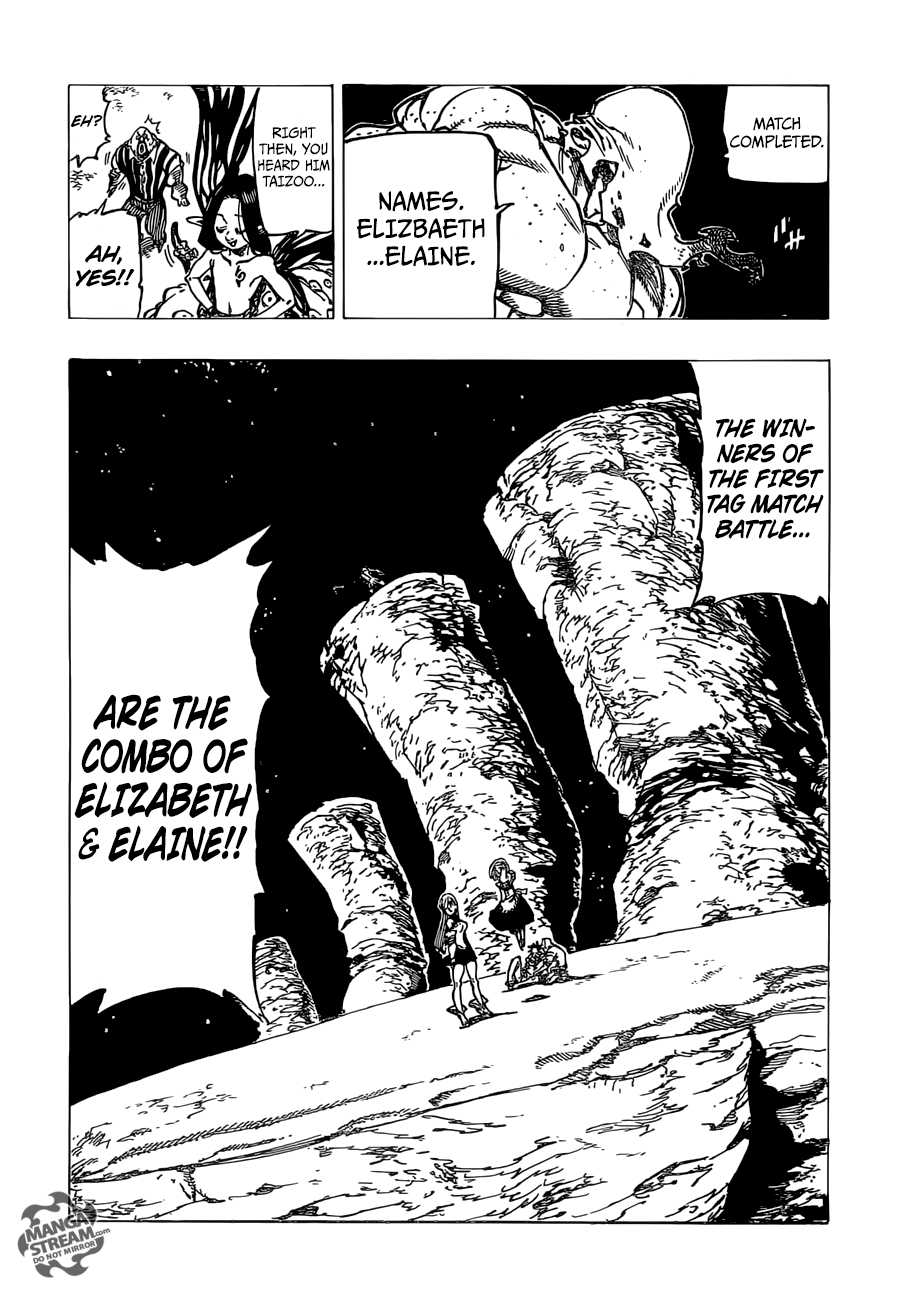 MATCH
COMPLETED.
NAMES.
ELIZBAETH
...ELAINE.
RIGHT
THEN, YOU
HEARD HIM
TAIZOO...
EH?
AH,
YES!!
THE WIN-
NERS OF
THE FIRST
TAG MATCH
BATTLE...
ARE THE
COMBO OF
ELIZABETH
& ELAINE!!
MANGA
STREAM.com
DO NOT MIRROR